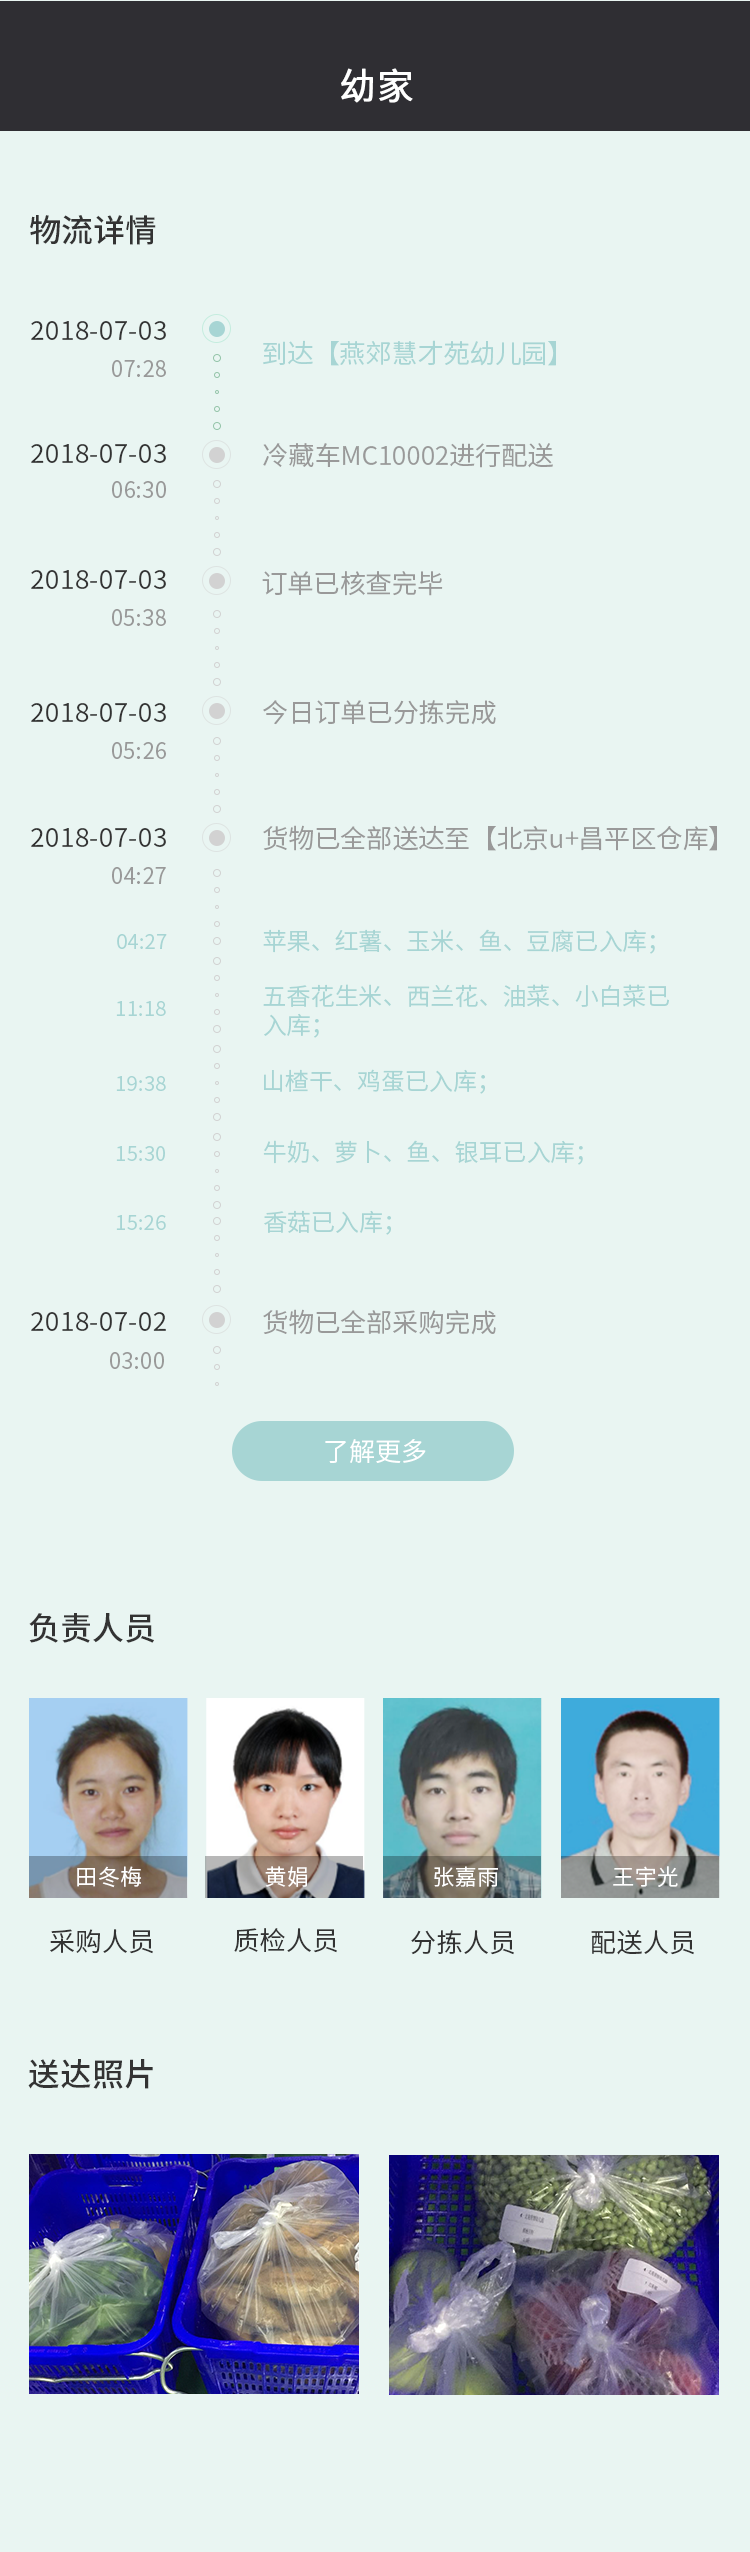 幼家
物流详情
2018-07-03
07:28
到达【燕郊慧才苑幼儿园】
2018-07-03
06:30
冷藏车MC10002进行配送
2018-07-03
05:38
订单已核查完毕
2018-07-03
05:26
今日订单已分拣完成
2018-07-03
04:27
货物已全部送达至【北京u+昌平区仓库】
04:27
苹果、红薯、玉米、鱼、豆腐已入库；
11:18
五香花生米、西兰花、油菜、小白菜已
入库；
19:38
山楂干、鸡蛋已入库；
15:30
牛奶、萝卜、鱼、银耳已入库；
15:26
香菇已入库；
2018-07-02
03:00
货物已全部采购完成
了解更多
负责人员
田冬梅
黄娟
张嘉雨
王宇光
采购人员
质检人员
分拣人员
配送人员
送达照片